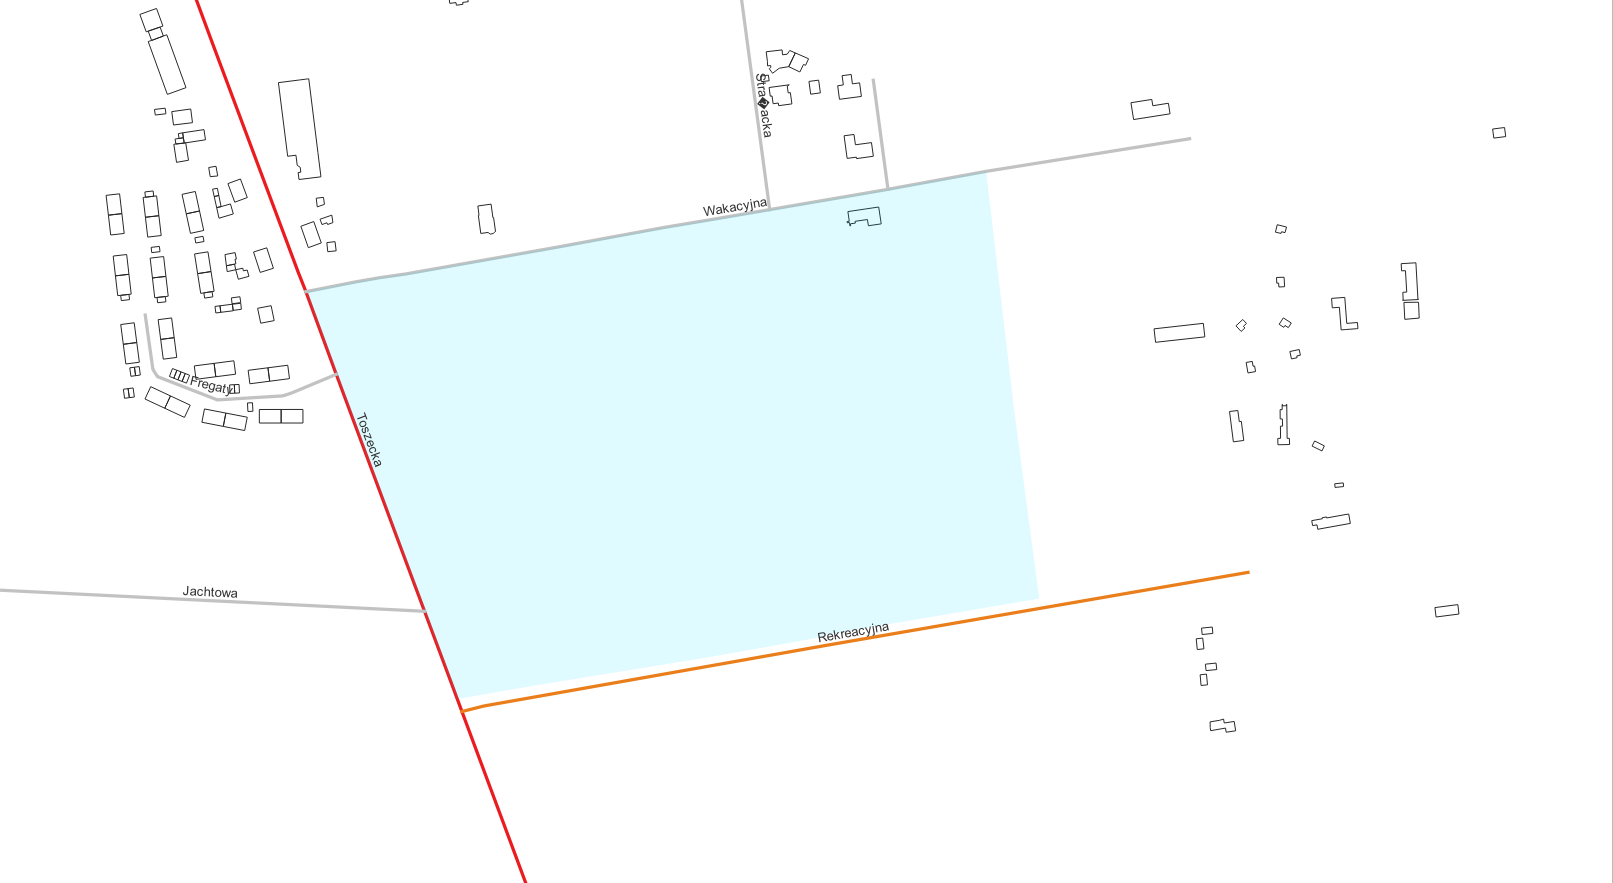 Wakacyjna
Fregaty
Toszecka
Jachtowa
Rekreacyjna